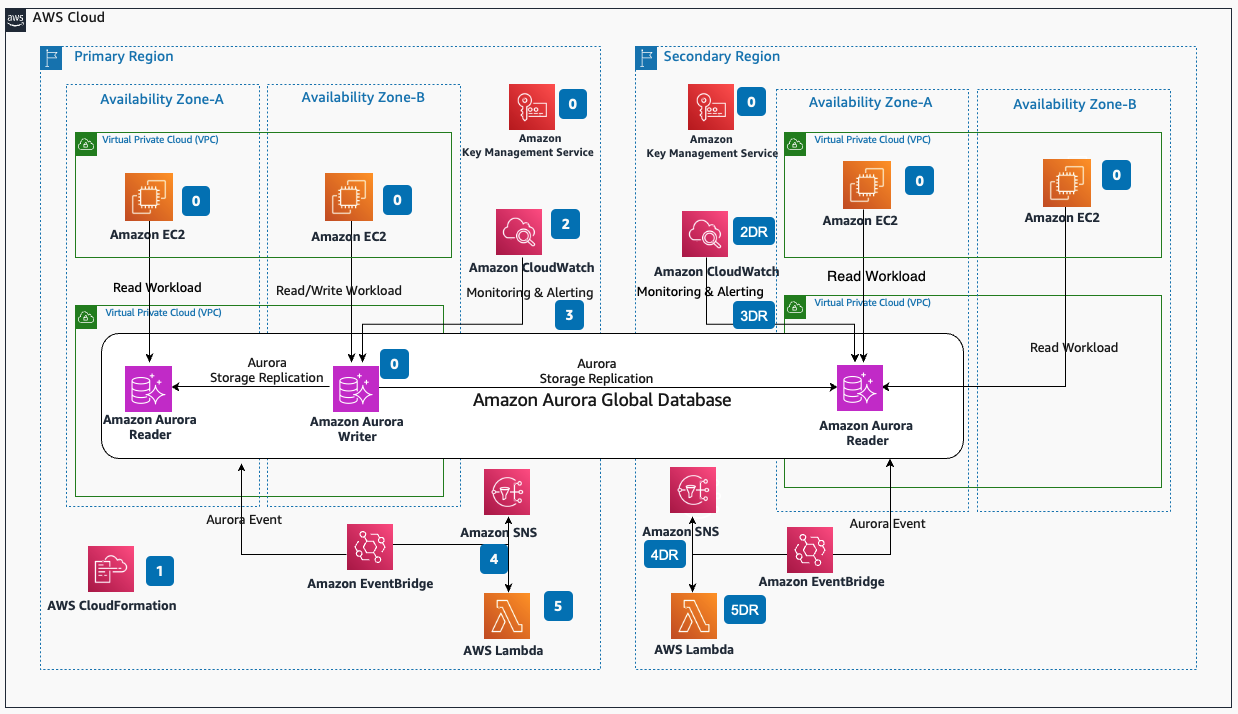 aws
AWS Cloud
Primary Region
Availability Zone-A
Availability Zone-B
Virtual Private Cloud (VPC)
0
Amazon
Key Management Service
Amazon EC2
0
Amazon EC2
0
2
Amazon CloudWatch
Monitoring & Alerting
3
Read Workload
Read/Write Workload
Virtual Private Cloud (VPC)
Aurora
Storage Replication
0
Amazon Aurora
Reader
Amazon Aurora
Writer
Aurora
Storage Replication
Amazon Aurora Global Database
Aurora Event
Amazon EventBridge
Amazon SNS
4
5
AWS Lambda
1
AWS CloudFormation
Secondary Region
0
Amazon
Key Management Service
Availability Zone-A
Availability Zone-B
Virtual Private Cloud (VPC)
0
Amazon EC2
0
Amazon EC2
2DR
Amazon CloudWatch
Monitoring & Alerting
3DR
Read Workload
Virtual Private Cloud (VPC)
Read Workload
Amazon Aurora
Reader
Aurora Event
Amazon SNS
4DR
Amazon EventBridge
5DR
AWS Lambda